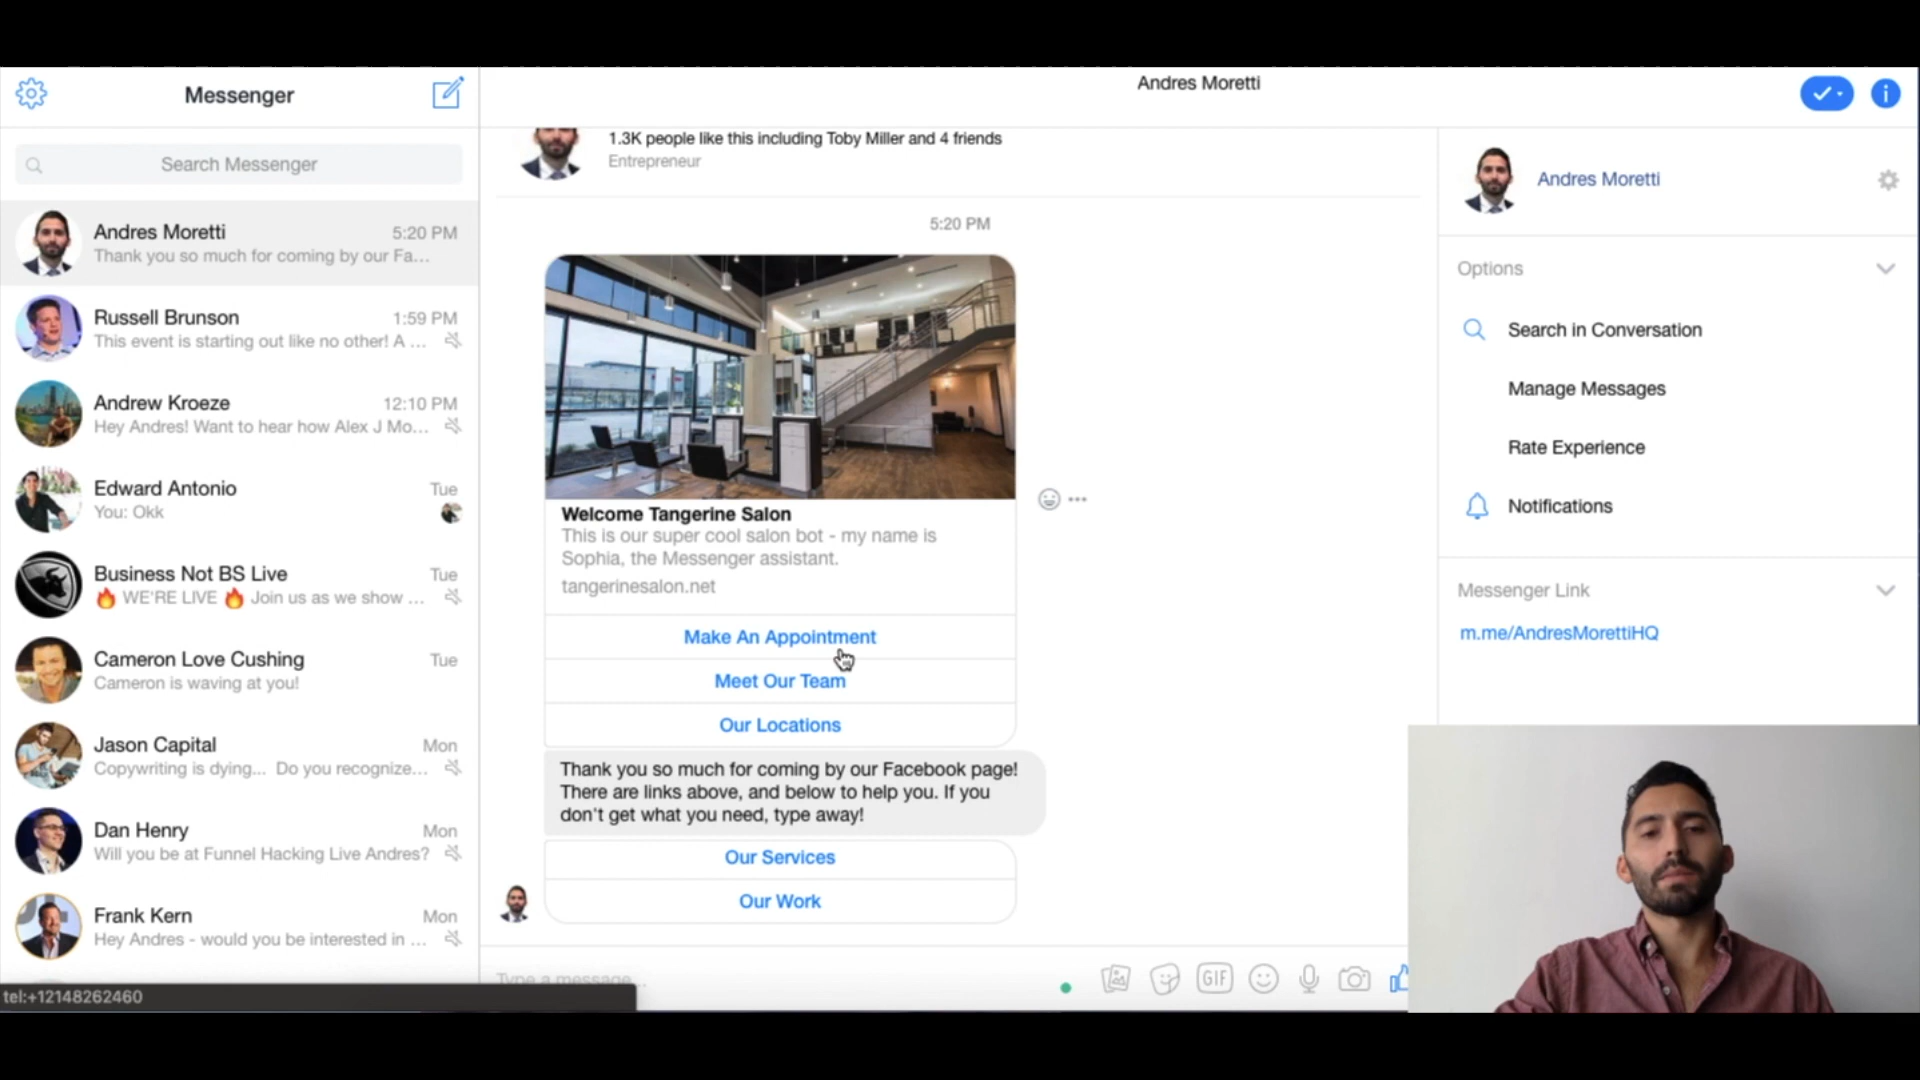 Messenger
Search Messenger
Andres Moretti 5:20 PM
Thank you so much for coming by our Fa...
Russell Brunson 1:59 PM
This event is starting out like no other! A ...
Andrew Kroeze 12:10 PM
Hey Andres! Want to hear how Alex J Mo...
Edward Antonio Tue
You: Okk
Business Not BS Live Tue
🔥 WE'RE LIVE 🔥 Join us as we show ...
Cameron Love Cushing Tue
Cameron is waving at you!
Jason Capital Mon
Copywriting is dying... Do you recognize...
Dan Henry Mon
Will you be at Funnel Hacking Live Andres?
Frank Kern Mon
Hey Andres - would you be interested in ...
tel:+12148262460
Andres Moretti
1.3K people like this including Toby Miller and 4 friends
Entrepreneur
5:20 PM
Welcome Tangerine Salon
This is our super cool salon bot - my name is
Sophia, the Messenger assistant.
tangerinesalon.net
Make An Appointment
Meet Our Team
Our Locations
Thank you so much for coming by our Facebook page!
There are links above, and below to help you. If you
don't get what you need, type away!
Our Services
Our Work
Type a message...
GIF
Andres Moretti
Options
Search in Conversation
Manage Messages
Rate Experience
Notifications
Messenger Link
m.me/AndresMorettiHQ